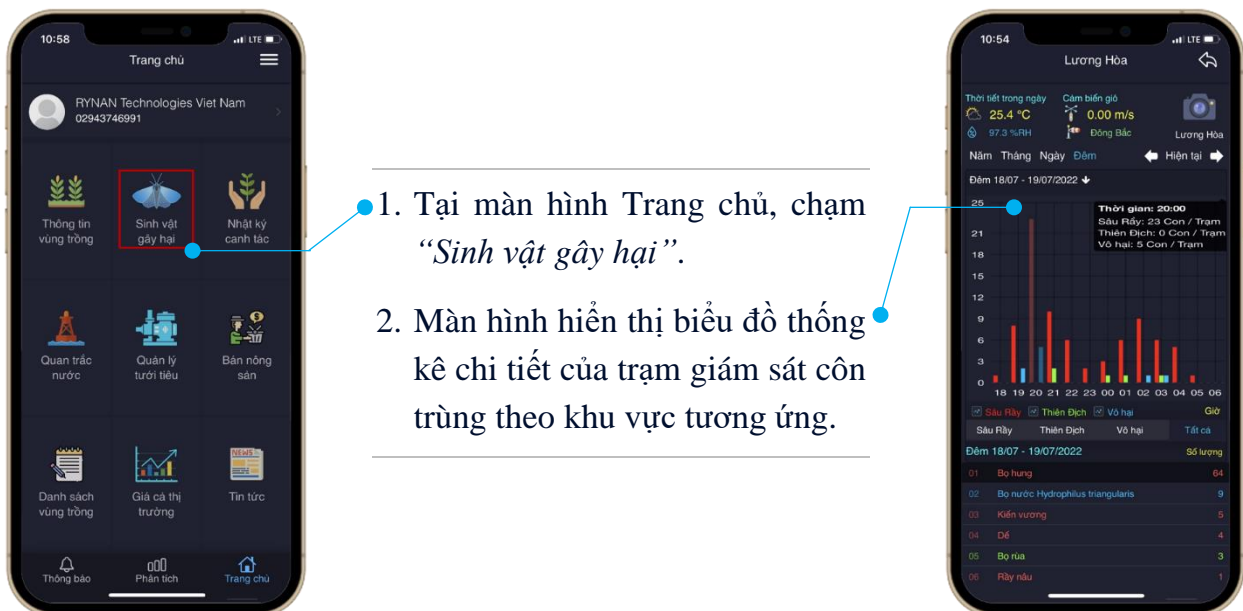 10:58
LTE
Trang chủ
RYNAN Technologies Viet Nam
02943746991
Thông tin
vùng trồng
Sinh vật
gây hại
Nhật ký
canh tác
Quan trắc
nước
Quản lý
tưới tiêu
Bán nông
sản
Danh sách
vùng trồng
Giá cả thị
trường
NEWS
Tin tức
Thông báo
Phân tích
Trang chủ
1. Tại màn hình Trang chủ, chạm
“Sinh vật gây hại”.
2. Màn hình hiển thị biểu đồ thống
kê chi tiết của trạm giám sát côn
trùng theo khu vực tương ứng.
10:54
LTE
Lương Hòa
Thời tiết trong ngày
25.4 °C
97.3 %RH
Cảm biến gió
0.00 m/s
Đông Bắc
Lương Hòa
Năm Tháng Ngày Đêm
Hiện tại
Đêm 18/07 - 19/07/2022
25
21
18
15
12
9
6
3
0
Thời gian: 20:00
Sâu Rầy: 23 Con / Trạm
Thiên Địch: 0 Con / Trạm
Vô hại: 5 Con / Trạm
18 19 20 21 22 23 00 01 02 03 04 05 06
Sâu Rầy Thiên Địch Vô hại Giờ
Sâu Rầy Thiên Địch Vô hại Tất cả
Đêm 18/07 - 19/07/2022 Số lượng
01 Bọ hung 64
02 Bọ nước Hydrophilus triangularis 9
03 Kiến vương 5
04 Dế 4
05 Bọ rùa 3
06 Rầy nâu 1